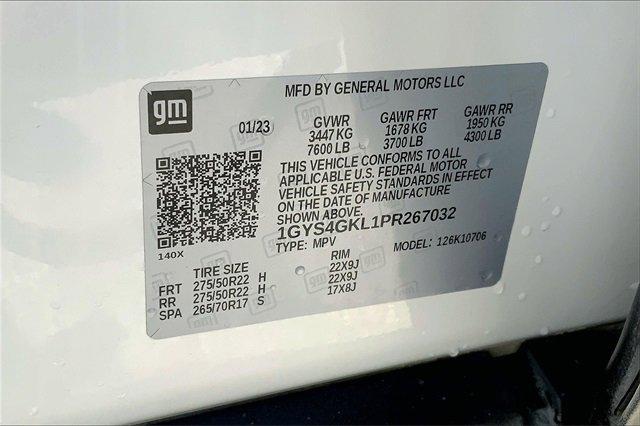 MFD BY GENERAL MOTORS LLC
gm
01/23 GVWR GAWR FRT GAWR RR
3447 KG 1678 KG 1950 KG
7600 LB 3700 LB 4300 LB
THIS VEHICLE CONFORMS TO ALL
APPLICABLE U.S. FEDERAL MOTOR
VEHICLE SAFETY STANDARDS IN EFFECT
ON THE DATE OF MANUFACTURE
SHOWN ABOVE.
1GYS4GKL1PR267032
140X
TYPE: MPV MODEL: 126K10706
TIRE SIZE RIM
FRT 275/50R22 H 22X9J
RR 275/50R22 H 22X9J
SPA 265/70R17 S 17X8J